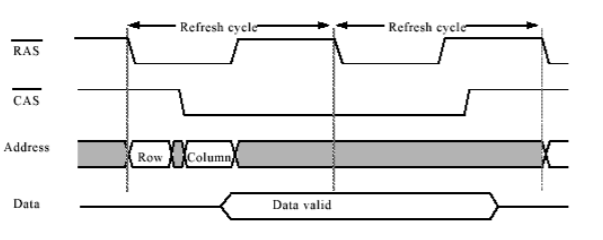 Refresh cycle Refresh cycle
RAS
CAS
Address
Row Column
Data
Data valid